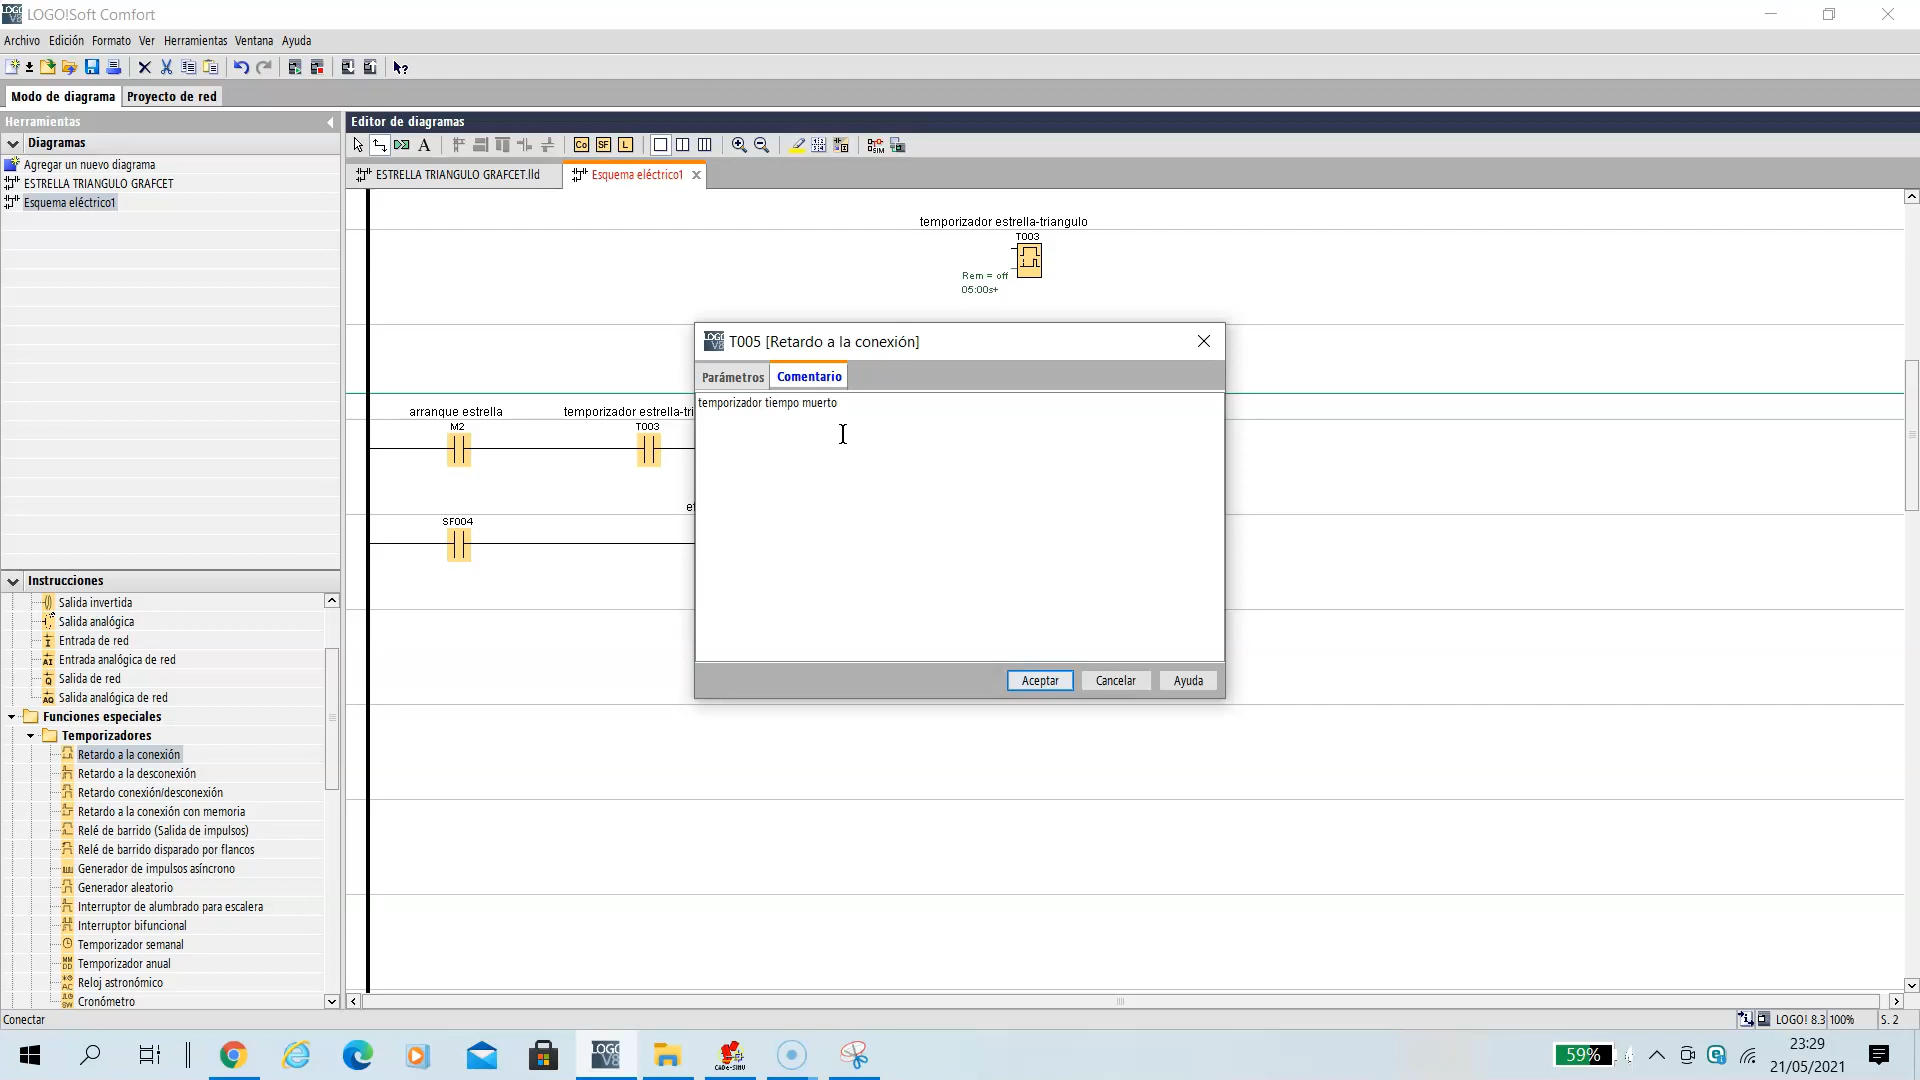 LOGO!Soft Comfort
Archivo Edición Formato Ver Herramientas Ventana Ayuda
Modo de diagrama Proyecto de red
Herramientas
Diagramas
Agregar un nuevo diagrama
ESTRELLA TRIANGULO GRAFCET
Esquema eléctrico1
Instrucciones
Salida invertida
Salida analógica
Entrada de red
Entrada analógica de red
Salida de red
Salida analógica de red
Funciones especiales
Temporizadores
Retardo a la conexión
Retardo a la desconexión
Retardo conexión/desconexión
Retardo a la conexión con memoria
Relé de barrido (Salida de impulsos)
Relé de barrido disparado por flancos
Generador de impulsos asíncrono
Generador aleatorio
Interruptor de alumbrado para escalera
Interruptor bifuncional
Temporizador semanal
Temporizador anual
Reloj astronómico
Cronómetro
Editor de diagramas
A Co SF L
ESTRELLA TRIANGULO GRAFCET.lld Esquema eléctrico1
temporizador estrella-triangulo
T003
Rem = off
05:00s+
arranque estrella temporizador estrella-tri
M2 T003
SF004
T005 [Retardo a la conexión]
Parámetros Comentario
temporizador tiempo muerto
Aceptar Cancelar Ayuda
Conectar
LOGO! 8.3 100% S. 2
59%
23:29
21/05/2021